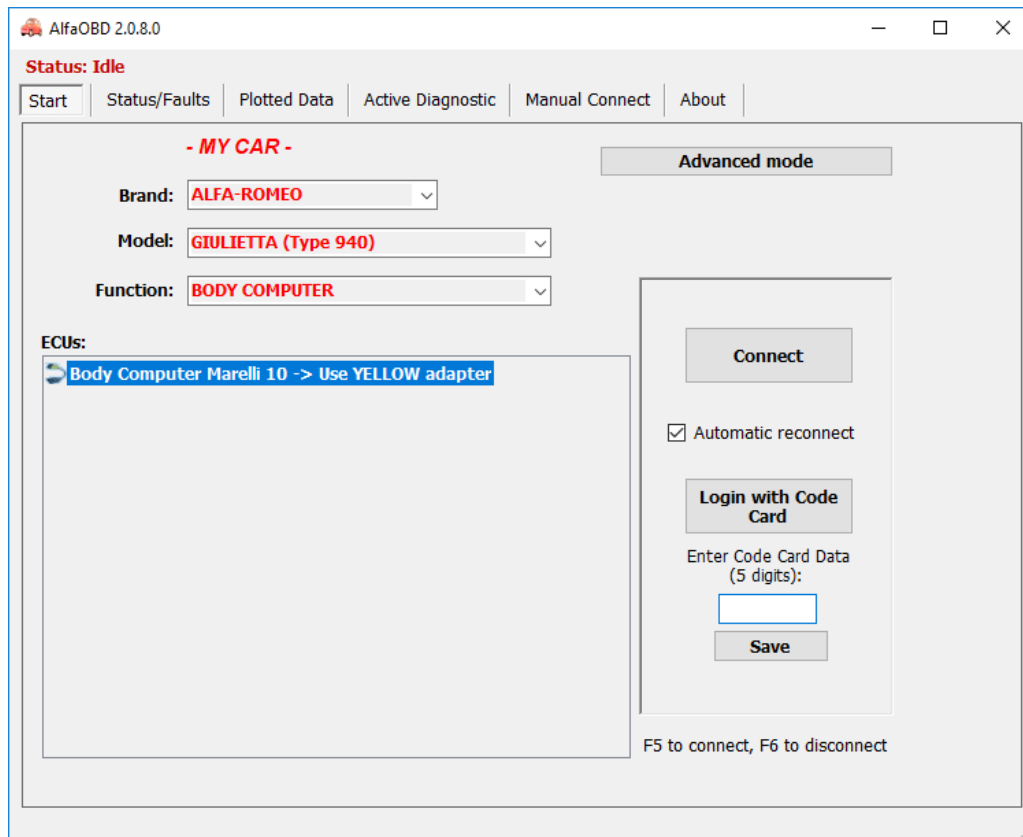 AlfaOBD 2.0.8.0
Status: Idle
Start Status/Faults Plotted Data Active Diagnostic Manual Connect About
- MY CAR -
Advanced mode
Brand: ALFA-ROMEO
Model: GIULIETTA (Type 940)
Function: BODY COMPUTER
ECUs:
Body Computer Marelli 10 -> Use YELLOW adapter
Connect
Automatic reconnect
Login with Code
Card
Enter Code Card Data
(5 digits):
Save
F5 to connect, F6 to disconnect